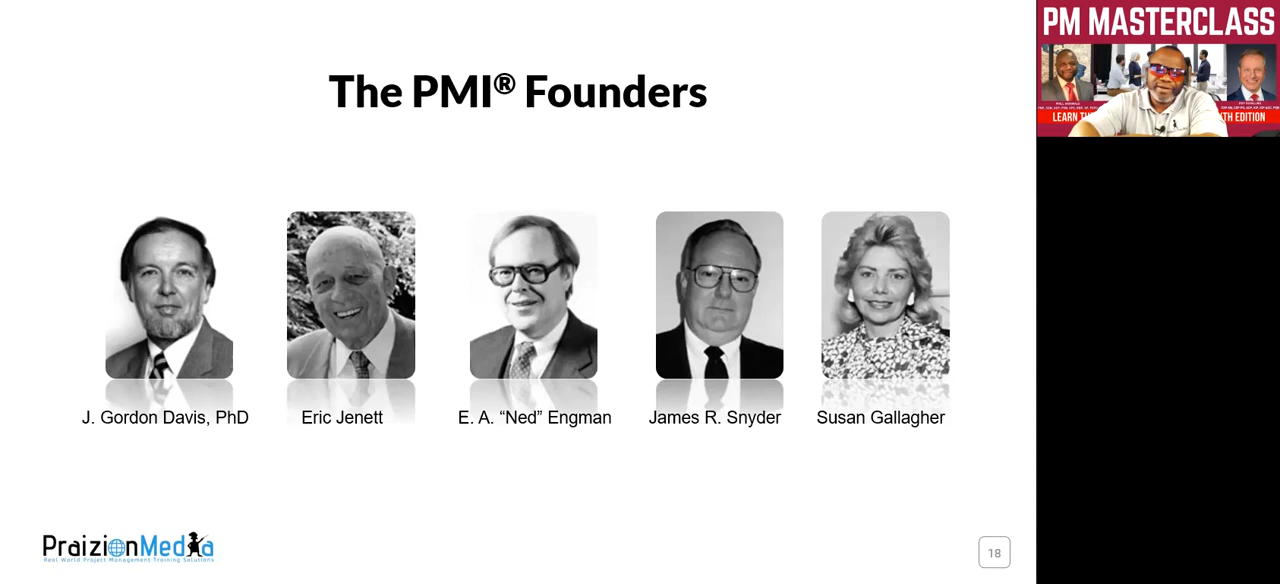 The PMI® Founders
J. Gordon Davis, PhD
Eric Jenett
E. A. “Ned” Engman
James R. Snyder
Susan Gallagher
PraizionMedia
Real World Project Management Training Solutions
18
PM MASTERCLASS
LEARN
TH EDITION